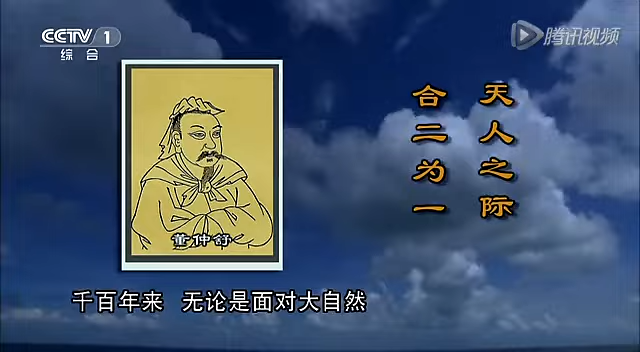 CCTV 1
综合
腾讯视频
天人之际
合二为一
董仲舒
千百年来 无论是面对大自然